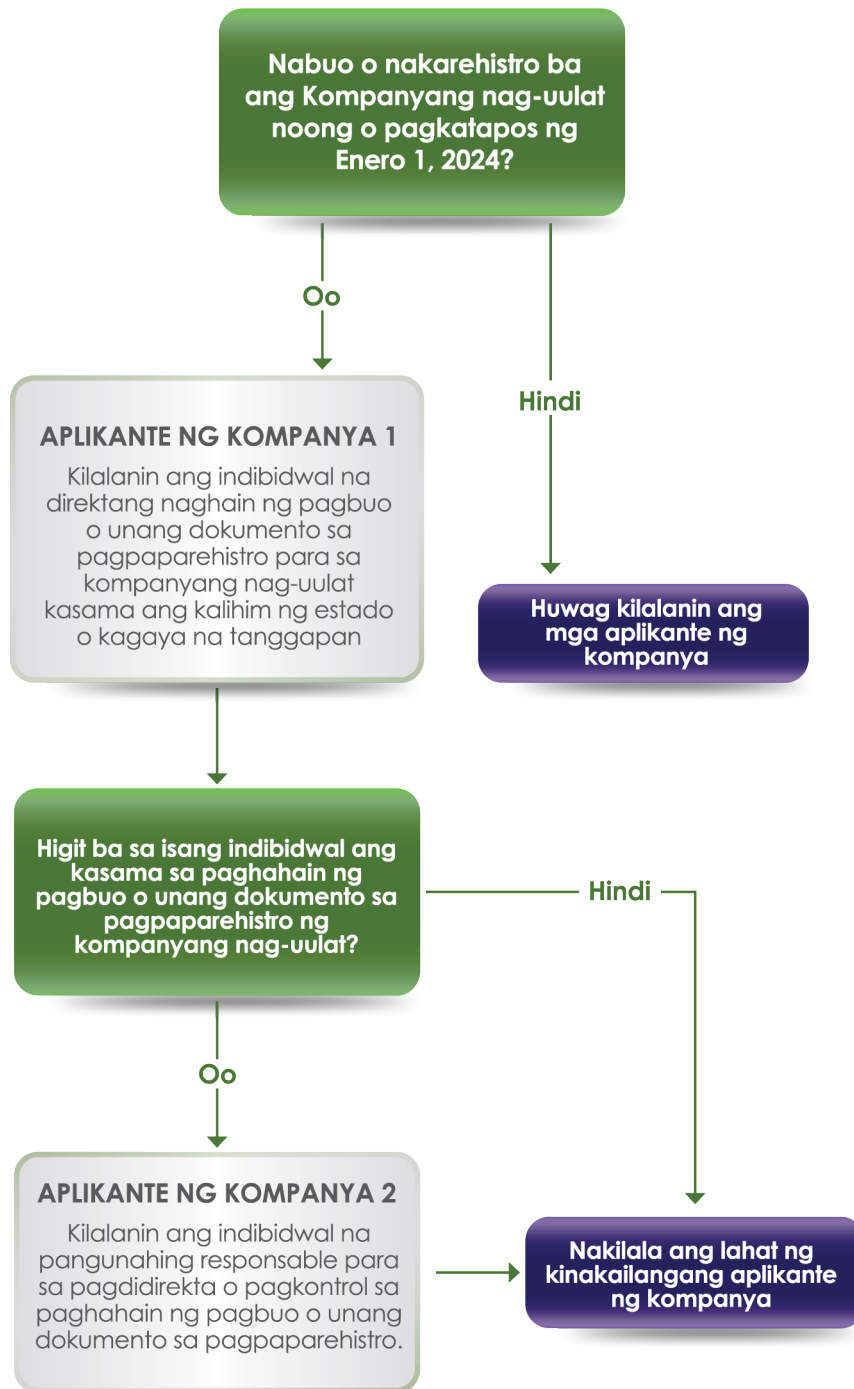 Nabuo o nakarehistro ba
ang Kompanyang nag-uulat
noong o pagkatapos ng
Enero 1, 2024?
Oo
Hindi
APLIKANTE NG KOMPANYA 1
Kilalanin ang indibidwal na
direktang naghain ng pagbuo
o unang dokumento sa
pagpaparehistro para sa
kompanyang nag-uulat
kasama ang kalihim ng estado
o kagaya na tanggapan
Huwag kilalanin ang
mga aplikante ng
kompanya
Higit ba sa isang indibidwal ang
kasama sa paghahain ng
pagbuo o unang dokumento sa
pagpaparehistro ng
kompanyang nag-uulat?
Hindi
Oo
APLIKANTE NG KOMPANYA 2
Kilalanin ang indibidwal na
pangunahing responsable para
sa pagdidirekta o pagkontrol sa
paghahain ng pagbuo o unang
dokumento sa pagpaparehistro.
Nakilala ang lahat ng
kinakailangang aplikante
ng kompanya